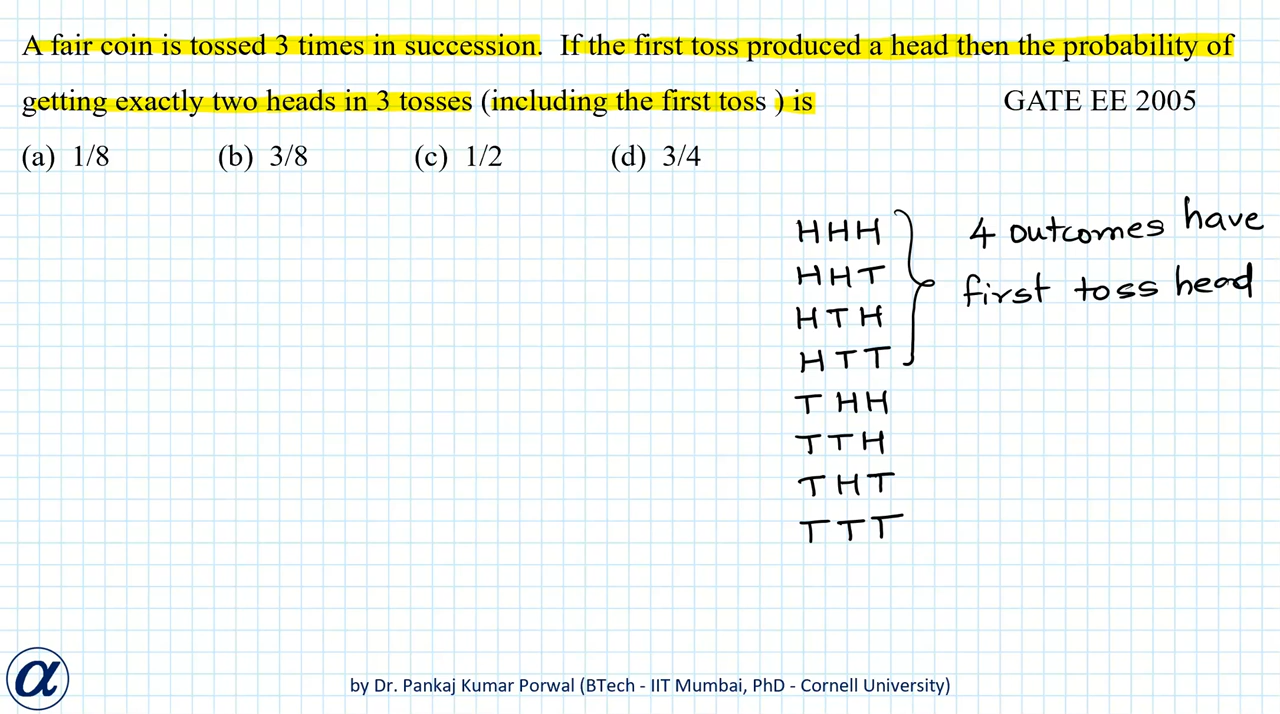 A fair coin is tossed 3 times in succession. If the first toss produced a head then the probability of
getting exactly two heads in 3 tosses (including the first toss ) is GATE EE 2005
(a) 1/8 (b) 3/8 (c) 1/2 (d) 3/4
HHH 4 outcomes have
HHT first toss head
HTH
HTT
THH
TTH
THT
TTT
α by Dr. Pankaj Kumar Porwal (BTech - IIT Mumbai, PhD - Cornell University)